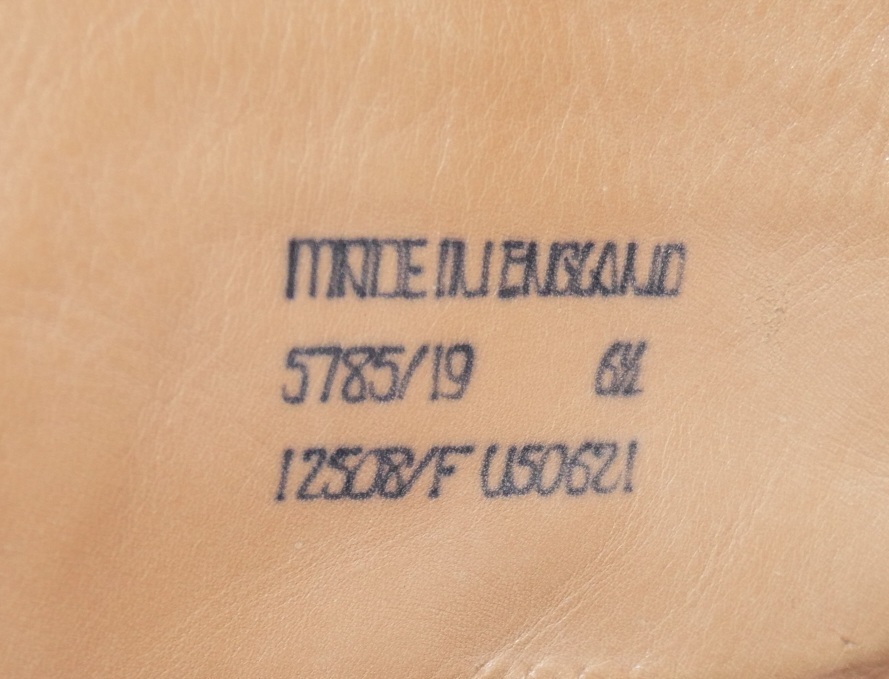 MADE IN ENGLAND
5785/19 6½
12508/F U50621